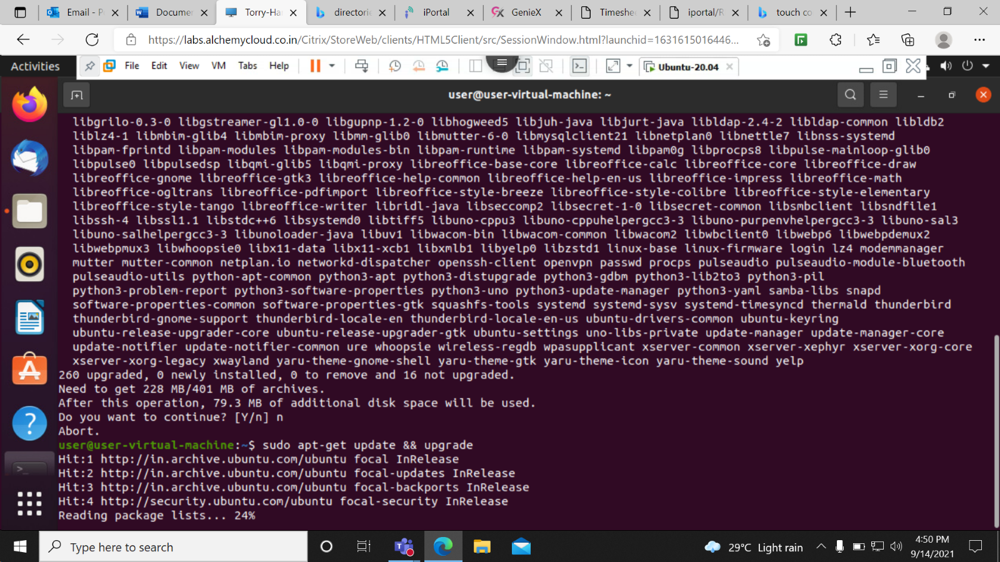 Email - P
Documen
Torry-Ha
directorie
iPortal
GenieX
Timeshe
iportal/R
touch co
https://labs.alchemycloud.co.in/Citrix/StoreWeb/clients/HTML5Client/src/SessionWindow.html?launchid=1631615016446...
Activities
File Edit View VM Tabs Help
Ubuntu-20.04
user@user-virtual-machine: ~
libgrilo-0.3-0 libgstreamer-gl1.0-0 libgupnp-1.2-0 libhogweed5 libjuh-java libjurt-java libldap-2.4-2 libldap-common libldb2
liblz4-1 libmbim-glib4 libmbim-proxy libmm-glib0 libmutter-6-0 libmysqlclient21 libnetplan0 libnettle7 libnss-systemd
libpam-fprintd libpam-modules libpam-modules-bin libpam-runtime libpam-systemd libpam0g libprocps8 libpulse-mainloop-glib0
libpulse0 libpulsedsp libqmi-glib5 libqmi-proxy libreoffice-base-core libreoffice-calc libreoffice-core libreoffice-draw
libreoffice-gnome libreoffice-gtk3 libreoffice-help-common libreoffice-help-en-us libreoffice-impress libreoffice-math
libreoffice-ogltrans libreoffice-pdfimport libreoffice-style-breeze libreoffice-style-colibre libreoffice-style-elementary
libreoffice-style-tango libreoffice-writer libridl-java libseccomp2 libsecret-1-0 libsecret-common libsmbclient libsndfile1
libssh-4 libssl1.1 libstdc++6 libsystemd0 libtiff5 libuno-cppu3 libuno-cppuhelpergcc3-3 libuno-purpenvhelpergcc3-3 libuno-sal3
libuno-salhelpergcc3-3 libunoloader-java libuv1 libwacom-bin libwacom-common libwacom2 libwbclient0 libwebp6 libwebpdemux2
libwebpmux3 libwhoopsie0 libx11-data libx11-xcb1 libxmlb1 libyelp0 libzstd1 linux-base linux-firmware login lz4 modemmanager
mutter mutter-common netplan.io networkd-dispatcher openssh-client openvpn passwd procps pulseaudio pulseaudio-module-bluetooth
pulseaudio-utils python-apt-common python3-apt python3-distupgrade python3-gdbm python3-lib2to3 python3-pil
python3-problem-report python3-software-properties python3-uno python3-update-manager python3-yaml samba-libs snapd
software-properties-common software-properties-gtk squashfs-tools systemd systemd-sysv systemd-timesyncd thermald thunderbird
thunderbird-gnome-support thunderbird-locale-en thunderbird-locale-en-us ubuntu-drivers-common ubuntu-keyring
ubuntu-release-upgrader-core ubuntu-release-upgrader-gtk ubuntu-settings uno-libs-private update-manager update-manager-core
update-notifier update-notifier-common ure whoopsie wireless-regdb wpasupplicant xserver-common xserver-xephyr xserver-xorg-core
xserver-xorg-legacy xwayland yaru-theme-gnome-shell yaru-theme-gtk yaru-theme-icon yaru-theme-sound yelp
260 upgraded, 0 newly installed, 0 to remove and 16 not upgraded.
Need to get 228 MB/401 MB of archives.
After this operation, 79.3 MB of additional disk space will be used.
Do you want to continue? [Y/n] n
Abort.
user@user-virtual-machine:~$ sudo apt-get update && upgrade
Hit:1 http://in.archive.ubuntu.com/ubuntu focal InRelease
Hit:2 http://in.archive.ubuntu.com/ubuntu focal-updates InRelease
Hit:3 http://in.archive.ubuntu.com/ubuntu focal-backports InRelease
Hit:4 http://security.ubuntu.com/ubuntu focal-security InRelease
Reading package lists... 24%
Type here to search
29°C Light rain
4:50 PM
9/14/2021